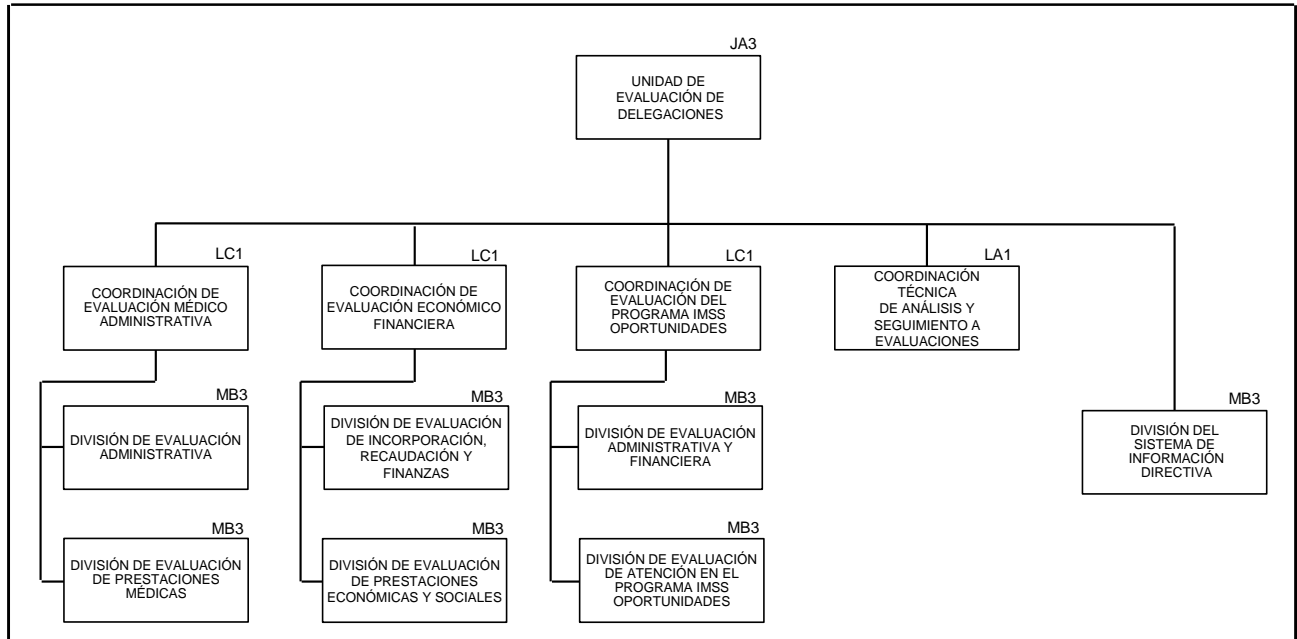 JA3
UNIDAD DE
EVALUACIÓN DE
DELEGACIONES
LC1
COORDINACIÓN DE
EVALUACIÓN MÉDICO
ADMINISTRATIVA
LC1
COORDINACIÓN DE
EVALUACIÓN ECONÓMICO
FINANCIERA
LC1
COORDINACIÓN DE
EVALUACIÓN DEL
PROGRAMA IMSS
OPORTUNIDADES
LA1
COORDINACIÓN
TÉCNICA
DE ANÁLISIS Y
SEGUIMIENTO A
EVALUACIONES
MB3
DIVISIÓN DE EVALUACIÓN
ADMINISTRATIVA
MB3
DIVISIÓN DE EVALUACIÓN
DE INCORPORACIÓN,
RECAUDACIÓN Y
FINANZAS
MB3
DIVISIÓN DE EVALUACIÓN
ADMINISTRATIVA Y
FINANCIERA
MB3
DIVISIÓN DEL
SISTEMA DE
INFORMACIÓN
DIRECTIVA
MB3
DIVISIÓN DE EVALUACIÓN
DE PRESTACIONES
MÉDICAS
MB3
DIVISIÓN DE EVALUACIÓN
DE PRESTACIONES
ECONÓMICAS Y SOCIALES
MB3
DIVISIÓN DE EVALUACIÓN
DE ATENCIÓN EN EL
PROGRAMA IMSS
OPORTUNIDADES